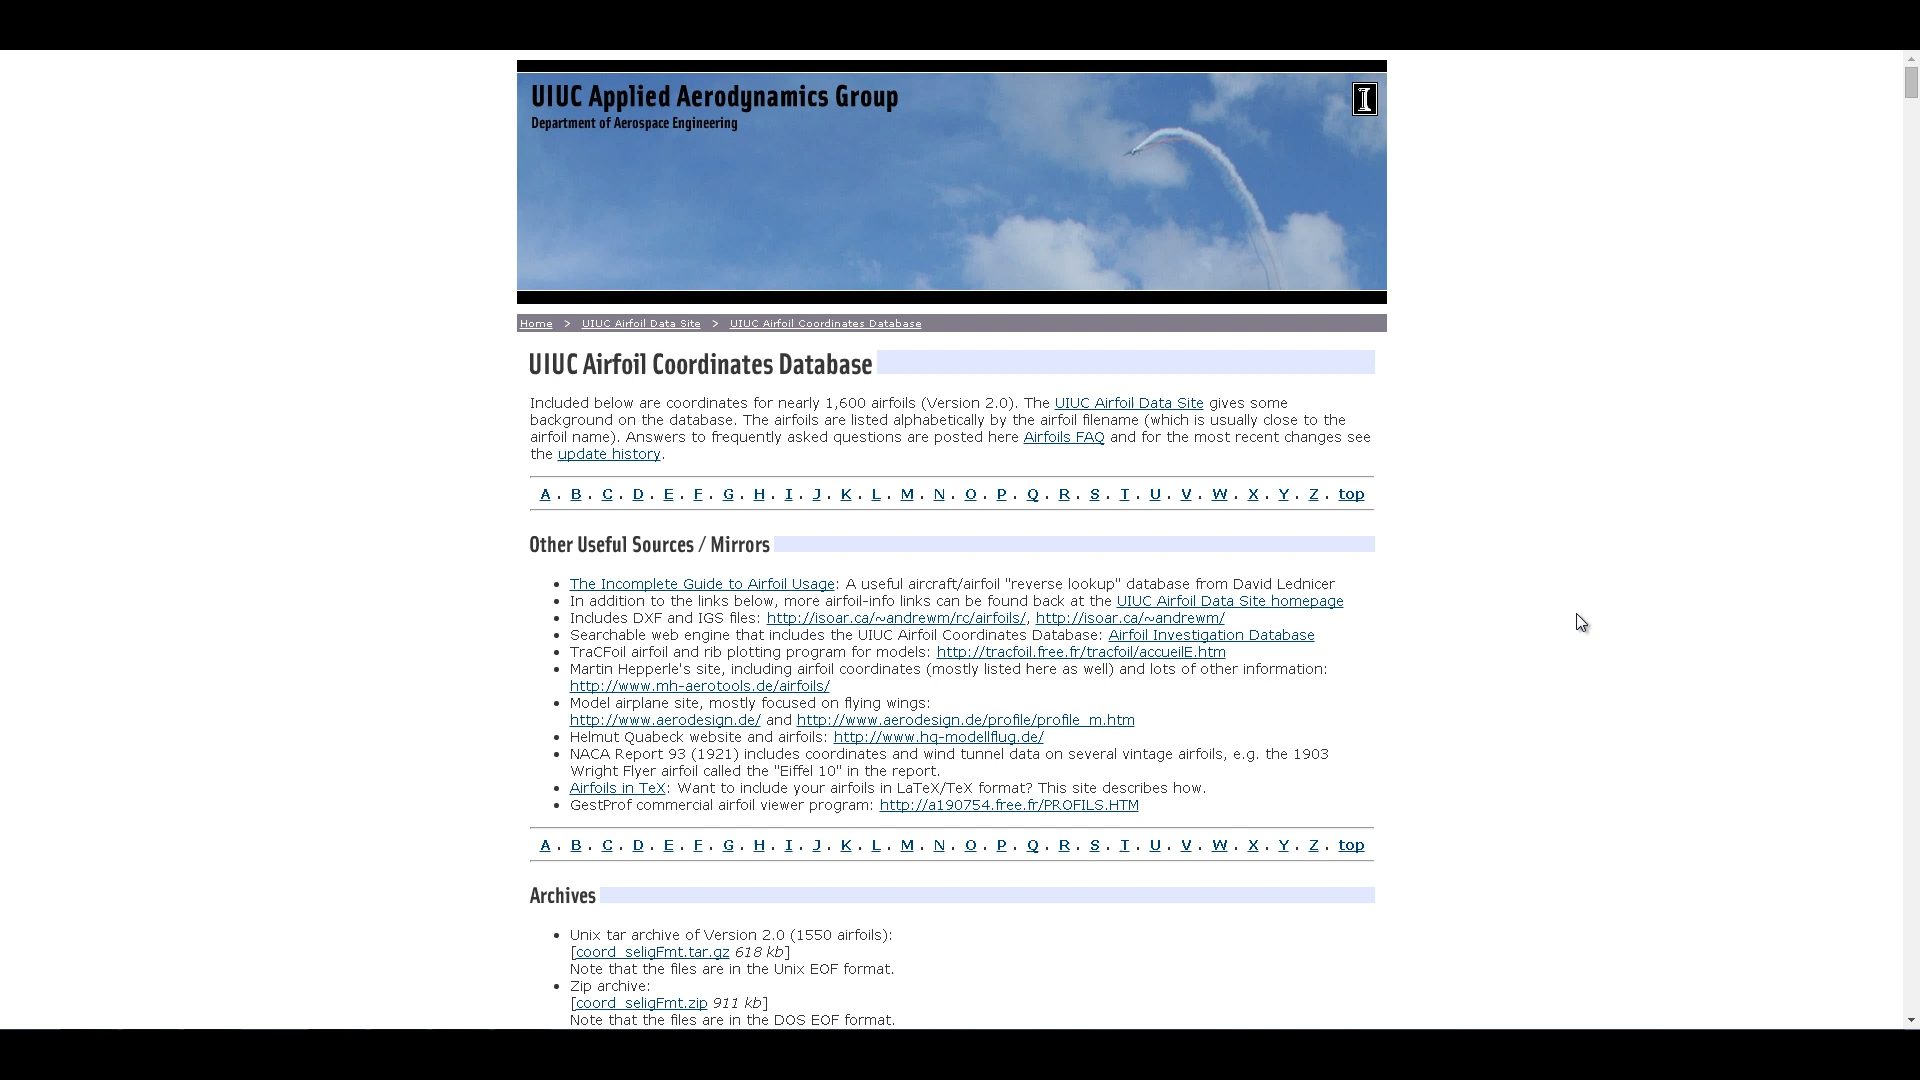 UIUC Applied Aerodynamics Group
Department of Aerospace Engineering
I
Home > UIUC Airfoil Data Site > UIUC Airfoil Coordinates Database
UIUC Airfoil Coordinates Database
Included below are coordinates for nearly 1,600 airfoils (Version 2.0). The UIUC Airfoil Data Site gives some
background on the database. The airfoils are listed alphabetically by the airfoil filename (which is usually close to the
airfoil name). Answers to frequently asked questions are posted here Airfoils FAQ and for the most recent changes see
the update history.
A . B . C . D . E . F . G . H . I . J . K . L . M . N . O . P . Q . R . S . T . U . V . W . X . Y . Z . top
Other Useful Sources / Mirrors
• The Incomplete Guide to Airfoil Usage: A useful aircraft/airfoil "reverse lookup" database from David Lednicer
• In addition to the links below, more airfoil-info links can be found back at the UIUC Airfoil Data Site homepage
• Includes DXF and IGS files: http://isoar.ca/~andrewm/rc/airfoils/, http://isoar.ca/~andrewm/
• Searchable web engine that includes the UIUC Airfoil Coordinates Database: Airfoil Investigation Database
• TraCFoil airfoil and rib plotting program for models: http://tracfoil.free.fr/tracfoil/accueilE.htm
• Martin Hepperle's site, including airfoil coordinates (mostly listed here as well) and lots of other information:
http://www.mh-aerotools.de/airfoils/
• Model airplane site, mostly focused on flying wings:
http://www.aerodesign.de/ and http://www.aerodesign.de/profile/profile_m.htm
• Helmut Quabeck website and airfoils: http://www.hq-modellflug.de/
• NACA Report 93 (1921) includes coordinates and wind tunnel data on several vintage airfoils, e.g. the 1903
Wright Flyer airfoil called the "Eiffel 10" in the report.
• Airfoils in TeX: Want to include your airfoils in LaTeX/TeX format? This site describes how.
• GestProf commercial airfoil viewer program: http://a190754.free.fr/PROFILS.HTM
A . B . C . D . E . F . G . H . I . J . K . L . M . N . O . P . Q . R . S . T . U . V . W . X . Y . Z . top
Archives
• Unix tar archive of Version 2.0 (1550 airfoils):
[coord_seligFmt.tar.gz 618 kb]
Note that the files are in the Unix EOF format.
• Zip archive:
[coord_seligFmt.zip 911 kb]
Note that the files are in the DOS EOF format.